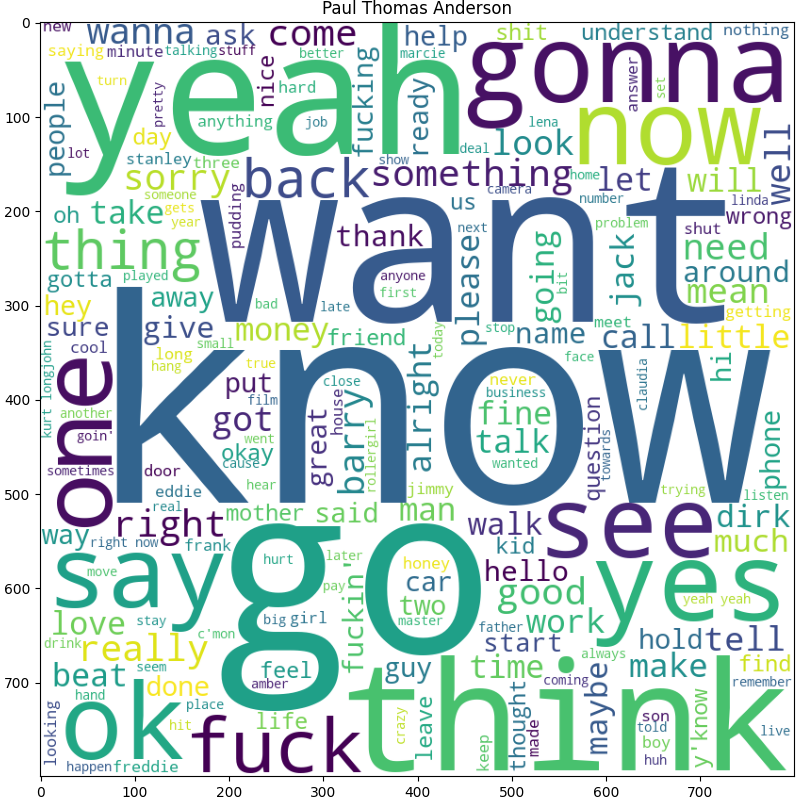 Paul Thomas Anderson
0
100
200
300
400
500
600
700
0 100 200 300 400 500 600 700
new wanna ask come help shit understand nothing
saying minute talking stuff better marcie
yeah gonna
turn nice hard fucking ready answer set
people pretty anything job lena now
lot day deal look
stanley three show well
sorry back something home let will
someone camera number linda
oh take gets pudding us wrong
year want next problem shut
thing thank please going jack need
gotta played anyone bit around
first mean
hey away bad late getting
sure give money friend today stop name meet call little
cool small
kurt longjohn long true face hi
hang close never claudia
one know put film house alright business
another got great barry fine question phone
goin' went talk towards
okay rollergirl wanted
sometimes door cause
eddie hear jimmy trying listen
real mother said man see dirk
way right walk
right now frank kid much
say go hurt later honey hello yes
move car good yeah yeah
pay two
love stay c'mon big girl fuckin' master father work hold tell
drink really start
seem feel guy time always make find
beat hand amber coming remember
done think maybe
looking ok place life leave thought son
hit crazy made told y'know live
fuck keep boy
happen freddie huh